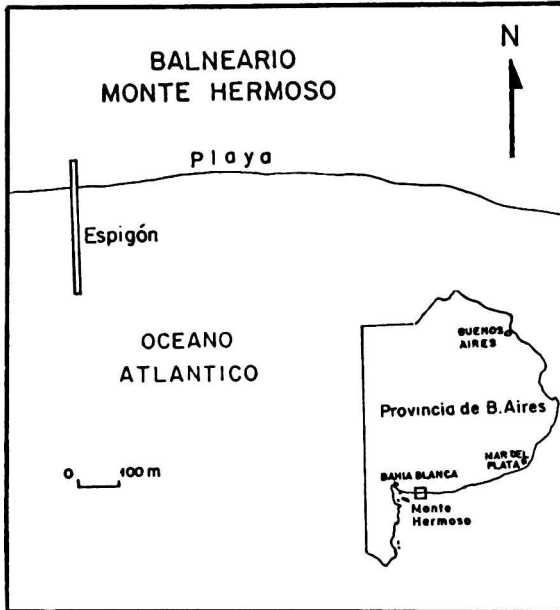 BALNEARIO
MONTE HERMOSO
N
Playa
Espigón
OCEANO
ATLANTICO
0 100 m
BUENOS
AIRES
Provincia de B. Aires
MAR DEL
PLATA
BAHIA BLANCA
Monte
Hermoso